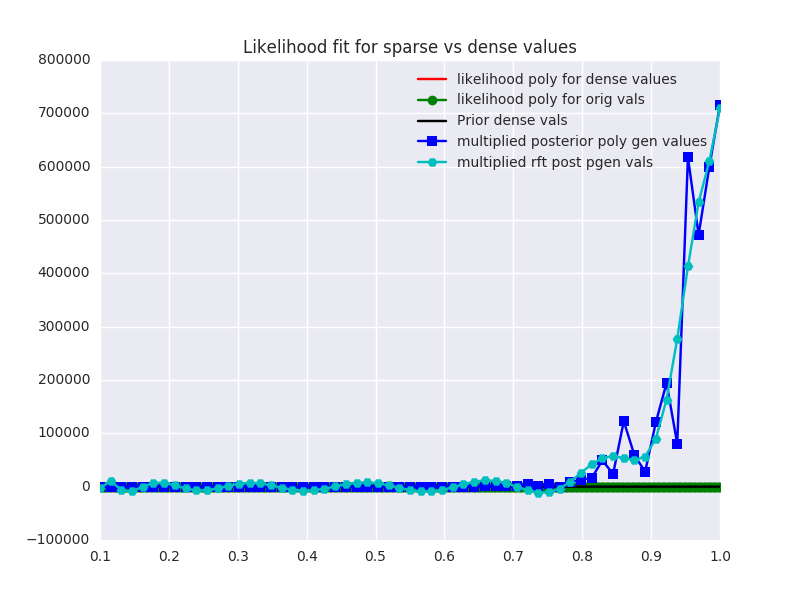 Likelihood fit for sparse vs dense values
800000
700000
600000
500000
400000
300000
200000
100000
0
−100000
likelihood poly for dense values
likelihood poly for orig vals
Prior dense vals
multiplied posterior poly gen values
multiplied rft post pgen vals
0.1 0.2 0.3 0.4 0.5 0.6 0.7 0.8 0.9 1.0